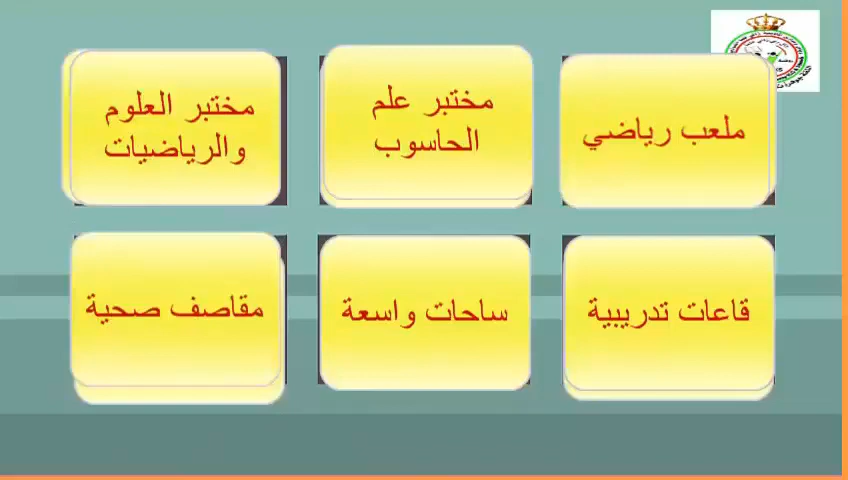 ملعب رياضي
مختبر علم
الحاسوب
مختبر العلوم
والرياضيات
قاعات تدريبية
ساحات واسعة
مقاصف صحية